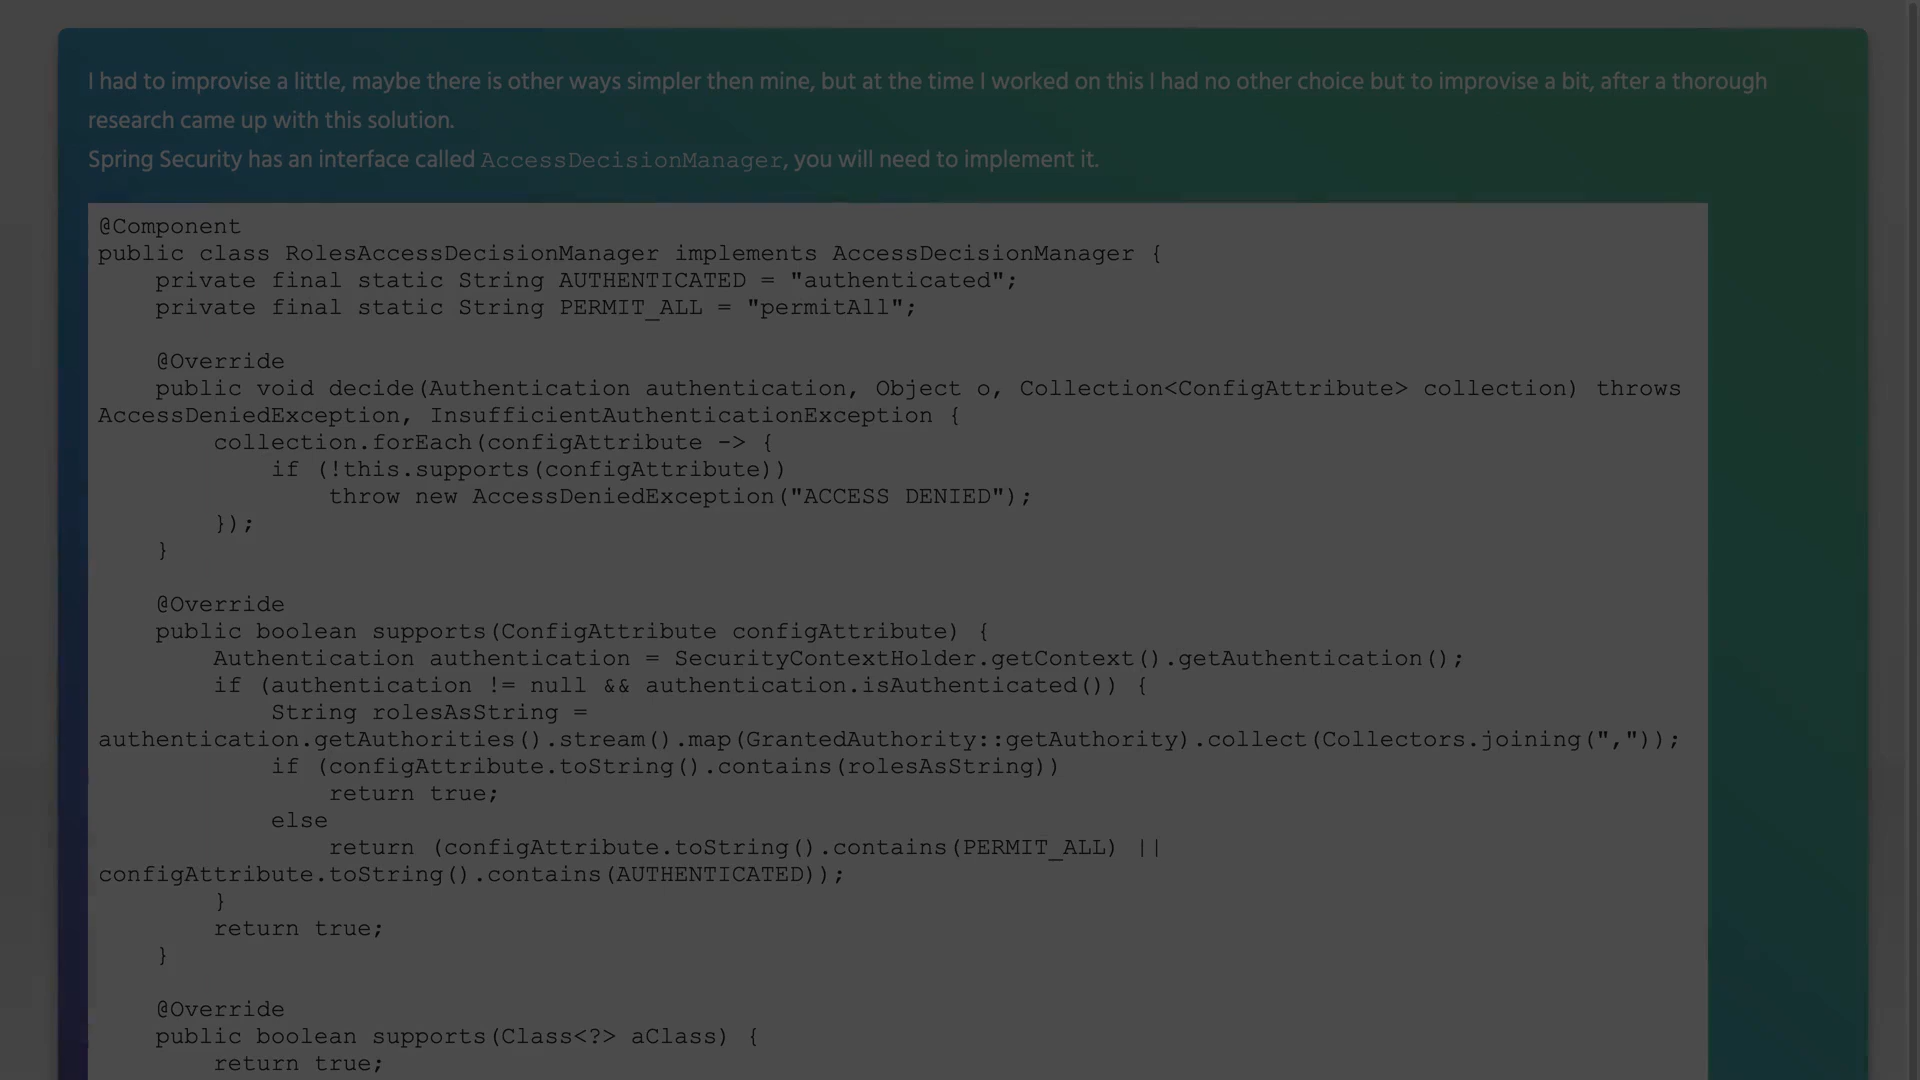 I had to improvise a little, maybe there is other ways simpler then mine, but at the time I worked on this I had no other choice but to improvise a bit, after a thorough
research came up with this solution.
Spring Security has an interface called AccessDecisionManager, you will need to implement it.
@Component
public class RolesAccessDecisionManager implements AccessDecisionManager {
    private final static String AUTHENTICATED = "authenticated";
    private final static String PERMIT_ALL = "permitAll";
    @Override
    public void decide(Authentication authentication, Object o, Collection<ConfigAttribute> collection) throws
AccessDeniedException, InsufficientAuthenticationException {
        collection.forEach(configAttribute -> {
            if (!this.supports(configAttribute))
                throw new AccessDeniedException("ACCESS DENIED");
        });
    }
    @Override
    public boolean supports(ConfigAttribute configAttribute) {
        Authentication authentication = SecurityContextHolder.getContext().getAuthentication();
        if (authentication != null && authentication.isAuthenticated()) {
            String rolesAsString =
authentication.getAuthorities().stream().map(GrantedAuthority::getAuthority).collect(Collectors.joining(","));
            if (configAttribute.toString().contains(rolesAsString))
                return true;
            else
                return (configAttribute.toString().contains(PERMIT_ALL) ||
configAttribute.toString().contains(AUTHENTICATED));
        }
        return true;
    }
    @Override
    public boolean supports(Class<?> aClass) {
        return true;